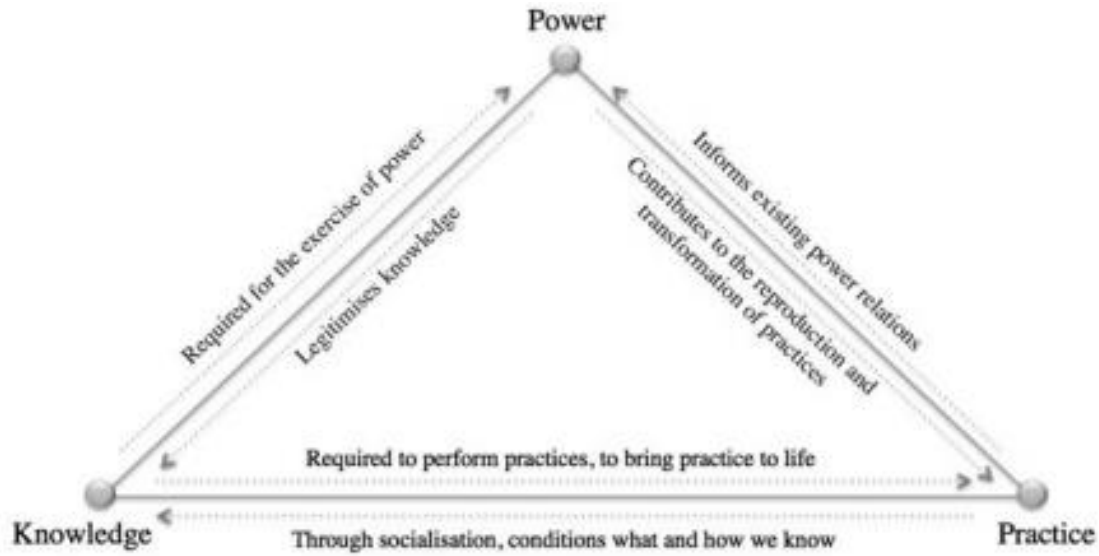 Power
Required for the exercise of power
Legitimises knowledge
Informs existing power relations
Contributes to the reproduction and
transformation of practices
Required to perform practices, to bring practice to life
Knowledge
Practice
Through socialisation, conditions what and how we know